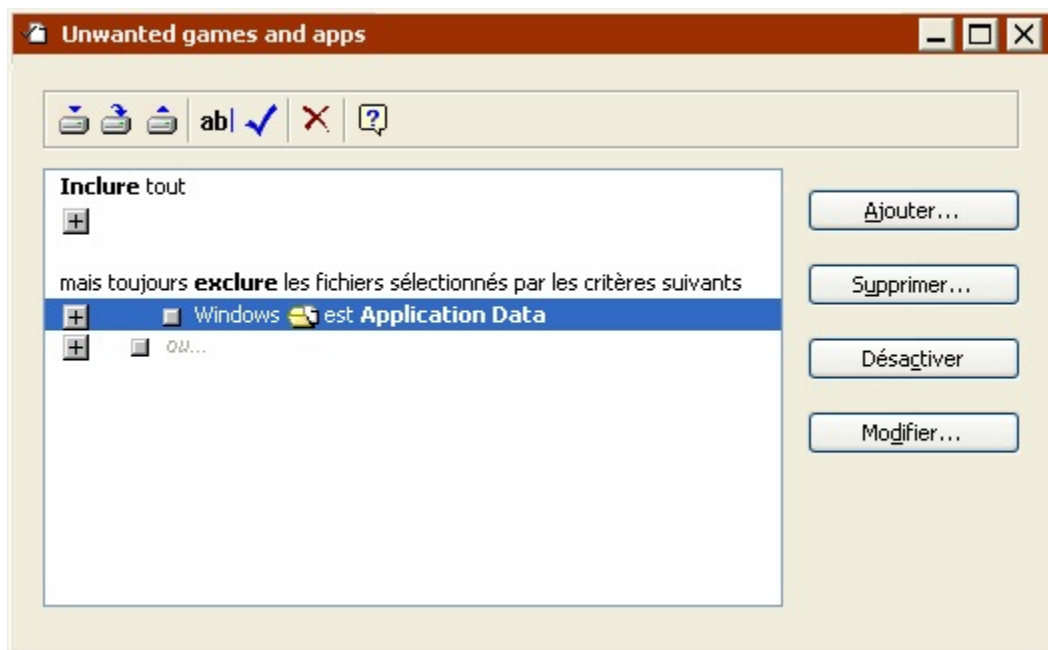 Unwanted games and apps
ab
Inclure tout
mais toujours exclure les fichiers sélectionnés par les critères suivants
Windows est Application Data
ou...
Ajouter...
Supprimer...
Désactiver
Modifier...